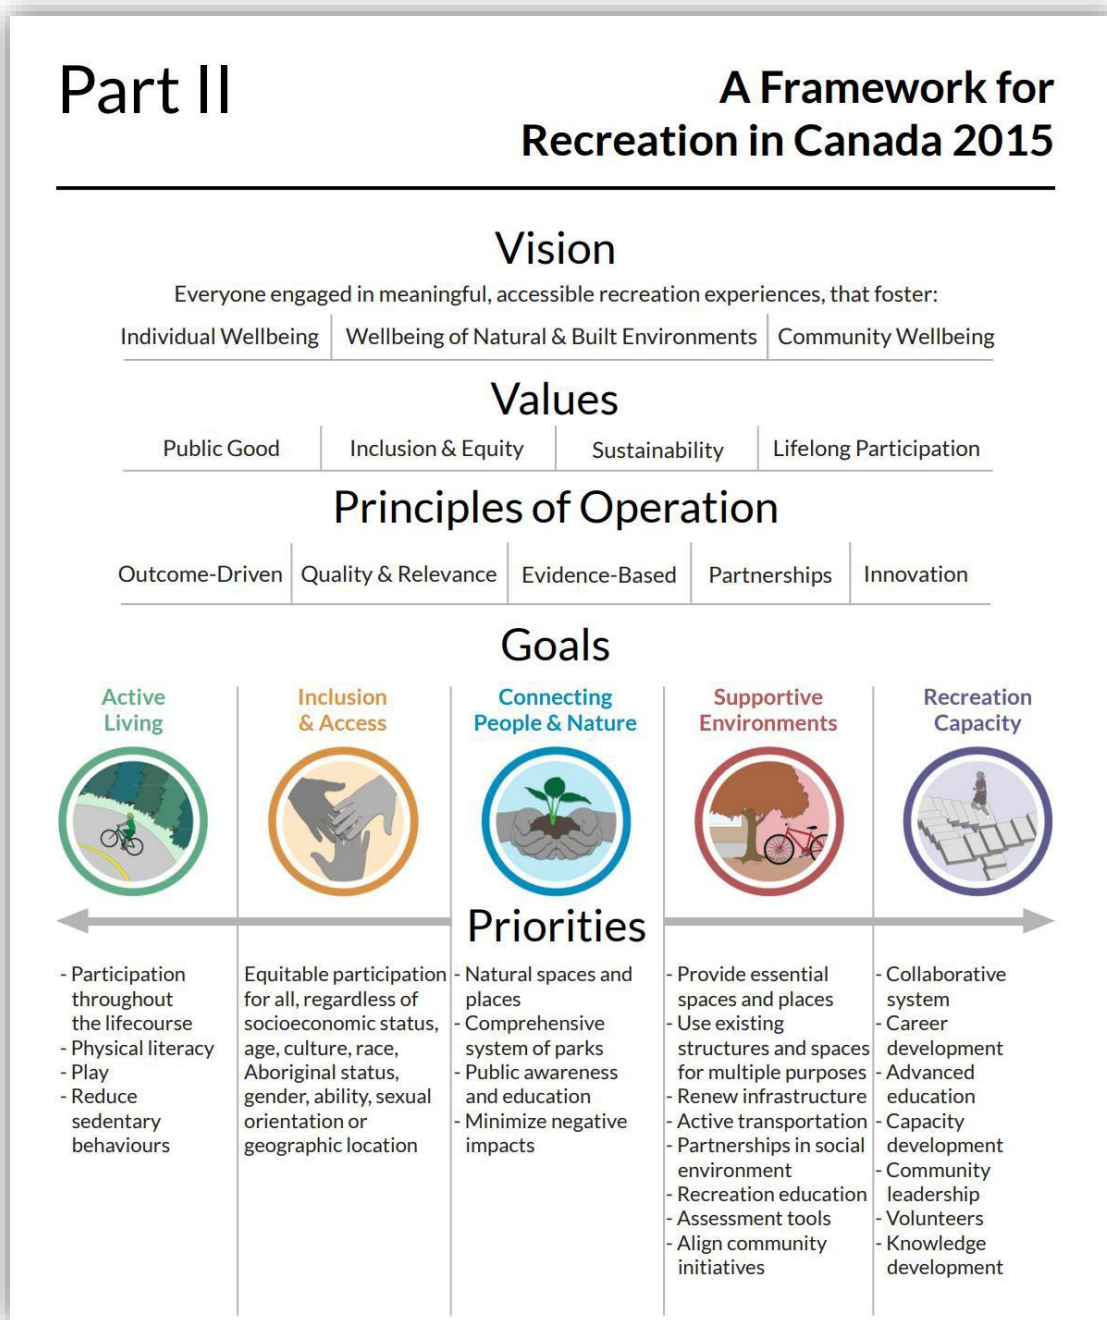 Part II
A Framework for
Recreation in Canada 2015
Vision
Everyone engaged in meaningful, accessible recreation experiences, that foster:
Individual Wellbeing
Wellbeing of Natural & Built Environments
Community Wellbeing
Values
Public Good
Inclusion & Equity
Sustainability
Lifelong Participation
Principles of Operation
Outcome-Driven
Quality & Relevance
Evidence-Based
Partnerships
Innovation
Goals
Active
Living
Inclusion
& Access
Connecting
People & Nature
Supportive
Environments
Recreation
Capacity
Priorities
- Participation
throughout
the lifecourse
- Physical literacy
- Play
- Reduce
sedentary
behaviours
Equitable participation
for all, regardless of
socioeconomic status,
age, culture, race,
Aboriginal status,
gender, ability, sexual
orientation or
geographic location
- Natural spaces and
places
- Comprehensive
system of parks
- Public awareness
and education
- Minimize negative
impacts
- Provide essential
spaces and places
- Use existing
structures and spaces
for multiple purposes
- Renew infrastructure
- Active transportation
- Partnerships in social
environment
- Recreation education
- Assessment tools
- Align community
initiatives
- Collaborative
system
- Career
development
- Advanced
education
- Capacity
development
- Community
leadership
- Volunteers
- Knowledge
development